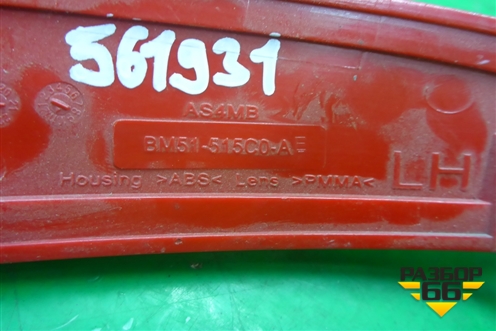 561931
AS4MB
BM51-515C0-AE
Housing >ABS< Lens >PMMA<
LH
РАЗБОР
66